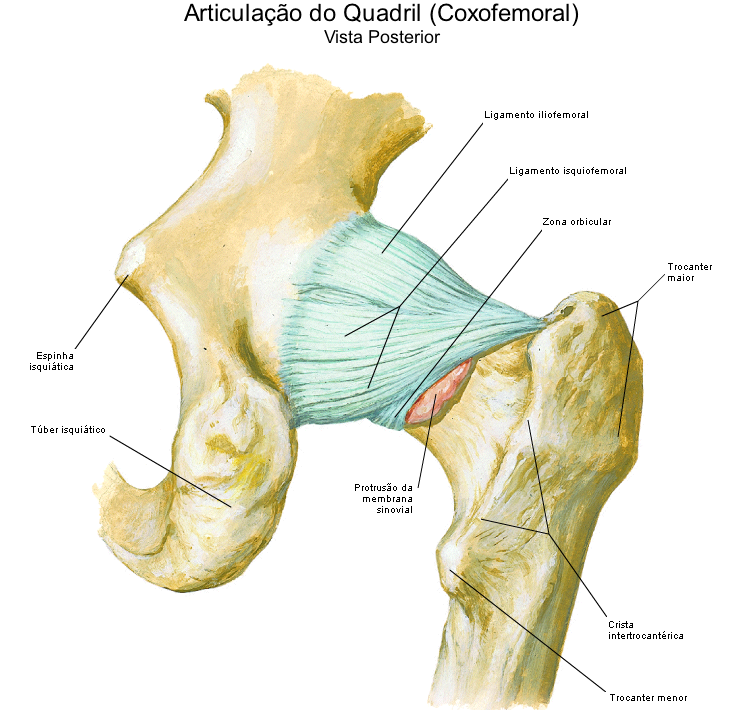 Articulação do Quadril (Coxofemoral)
Vista Posterior
Ligamento iliofemoral
Ligamento isquiofemoral
Zona orbicular
Trocanter
maior
Espinha
isquiática
Túber isquiático
Protrusão da
membrana
sinovial
Crista
intertrocantérica
Trocanter menor